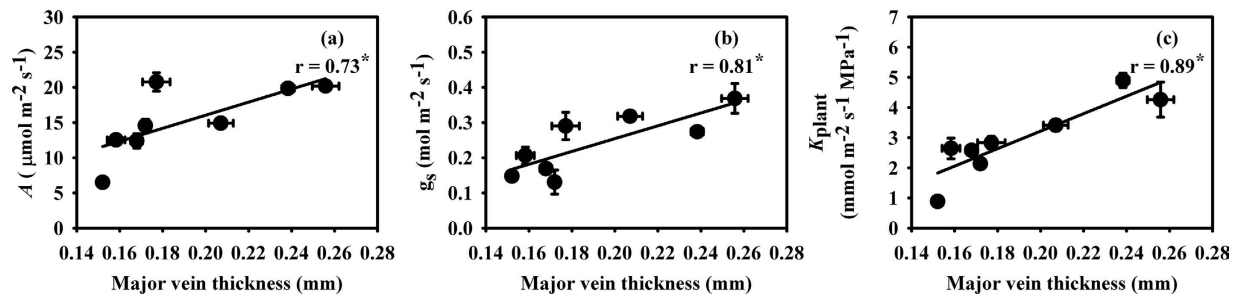 (a)
r = 0.73*
A ( µmol m-2 s-1)
30
25
20
15
10
5
0
0.14 0.16 0.18 0.20 0.22 0.24 0.26 0.28
Major vein thickness (mm)
(b)
r = 0.81*
gs (mol m-2 s-1)
0.6
0.5
0.4
0.3
0.2
0.1
0.0
0.14 0.16 0.18 0.20 0.22 0.24 0.26 0.28
Major vein thickness (mm)
(c)
r = 0.89*
Kplant
(mmol m-2 s-1 MPa-1)
7
6
5
4
3
2
1
0
0.14 0.16 0.18 0.20 0.22 0.24 0.26 0.28
Major vein thickness (mm)